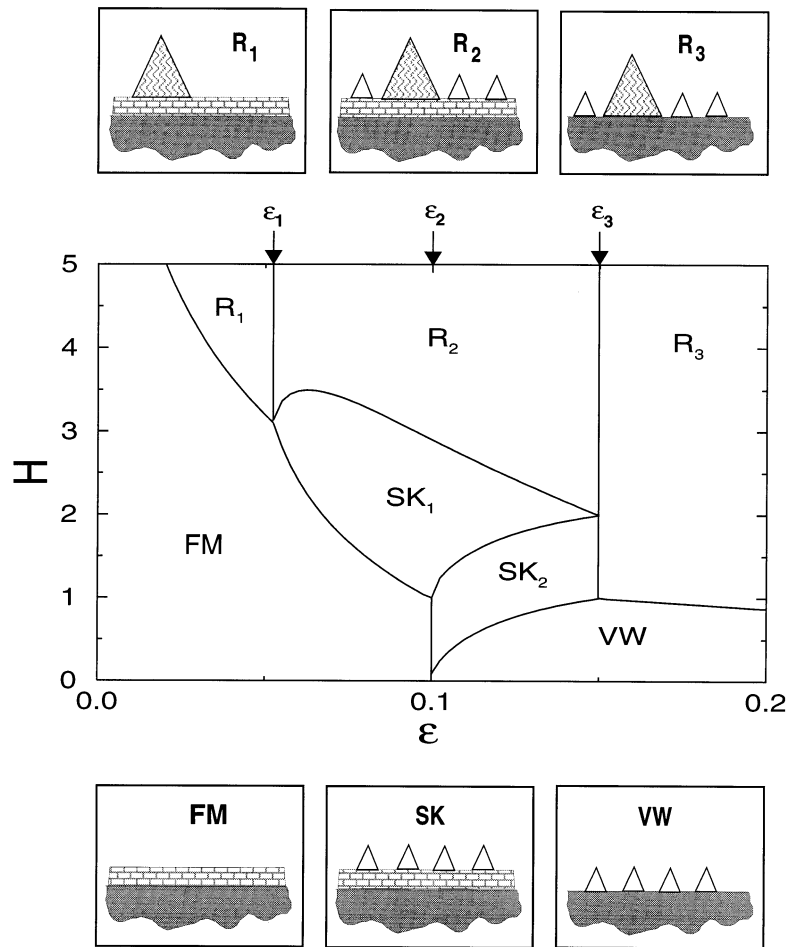 R₁
R₂
R₃
ε₁
ε₂
ε₃
5
4
3
2
1
0
H
R₁
R₂
R₃
SK₁
FM
SK₂
VW
0.0
0.1
0.2
ε
FM
SK
VW